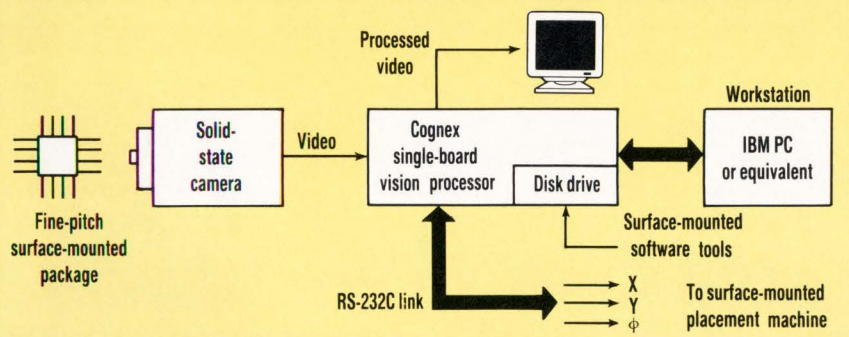 Processed
video
Workstation
Solid-
state
camera
Video
Cognex
single-board
vision processor
Disk drive
IBM PC
or equivalent
Fine-pitch
surface-mounted
package
Surface-mounted
software tools
RS-232C link
X
Y
ϕ
To surface-mounted
placement machine